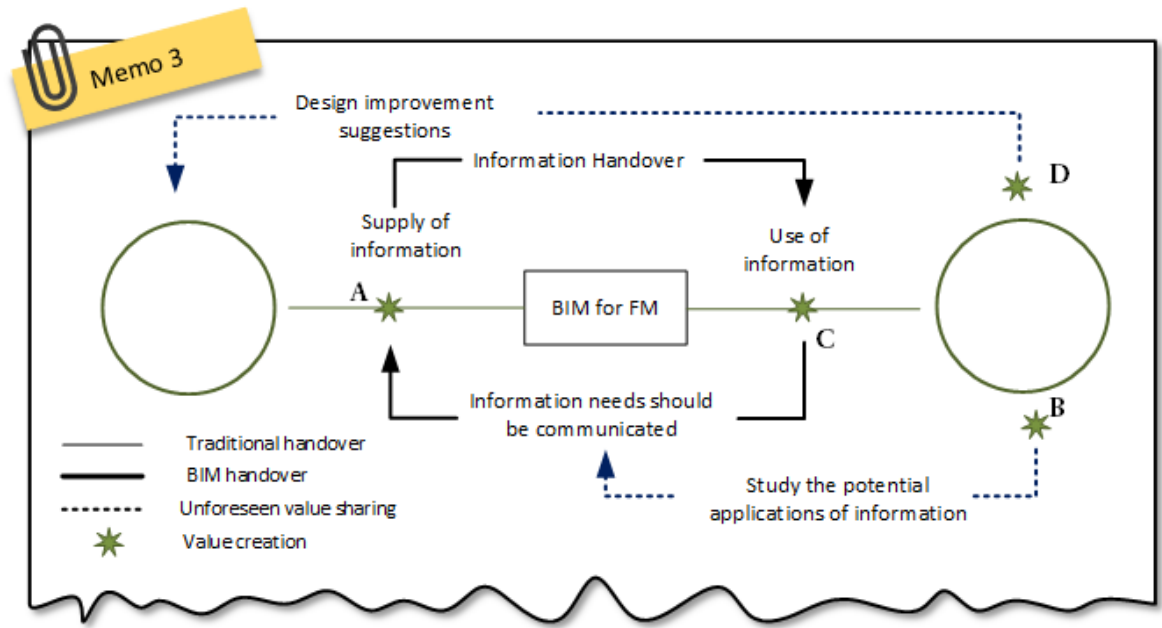 Memo 3
Design improvement
suggestions
Information Handover
D
Supply of
information
Use of
information
A
BIM for FM
C
Information needs should
be communicated
B
Traditional handover
BIM handover
Unforeseen value sharing
Value creation
Study the potential
applications of information